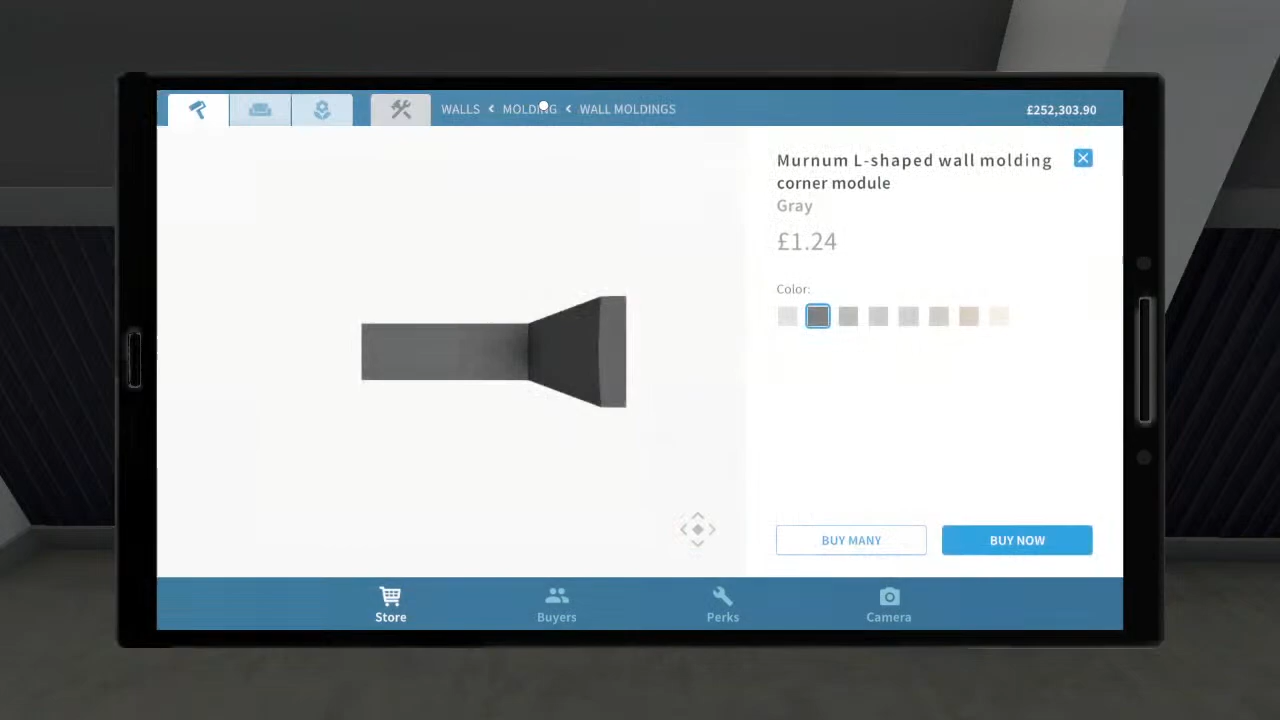 WALLS < MOLDING < WALL MOLDINGS
£252,303.90
Murnum L-shaped wall molding
corner module
Gray
£1.24
Color:
BUY MANY
BUY NOW
Store
Buyers
Perks
Camera